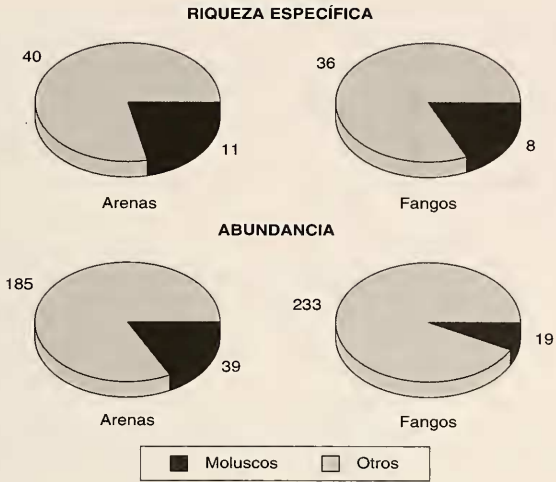 RIQUEZA ESPECÍFICA
40
11
Arenas
36
8
Fangos
ABUNDANCIA
185
39
Arenas
233
19
Fangos
Moluscos Otros